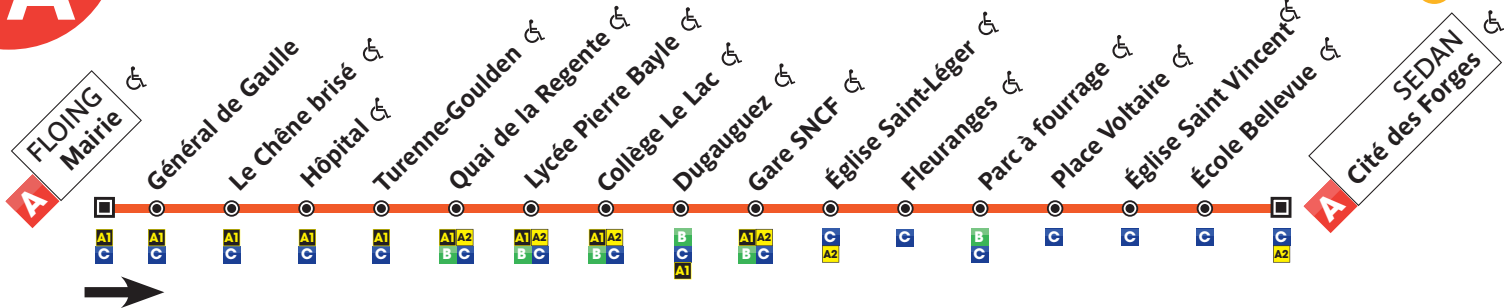 A
FLOING
Mairie
A
Général de Gaulle
Le Chêne brisé
Hôpital
Turenne-Goulden
Quai de la Regente
Lycée Pierre Bayle
Collège Le Lac
Dugauguez
Gare SNCF
Église Saint-Léger
Fleuranges
Parc à fourrage
Place Voltaire
Église Saint Vincent
École Bellevue
SEDAN
Cité des Forges
A
A1 A1 A1 A1 A1 A1 A2 A1 A2 A1 A2 B A1 A2 C C B C C C C
C C C C C B C B C B C C B C A2 C A2
A1